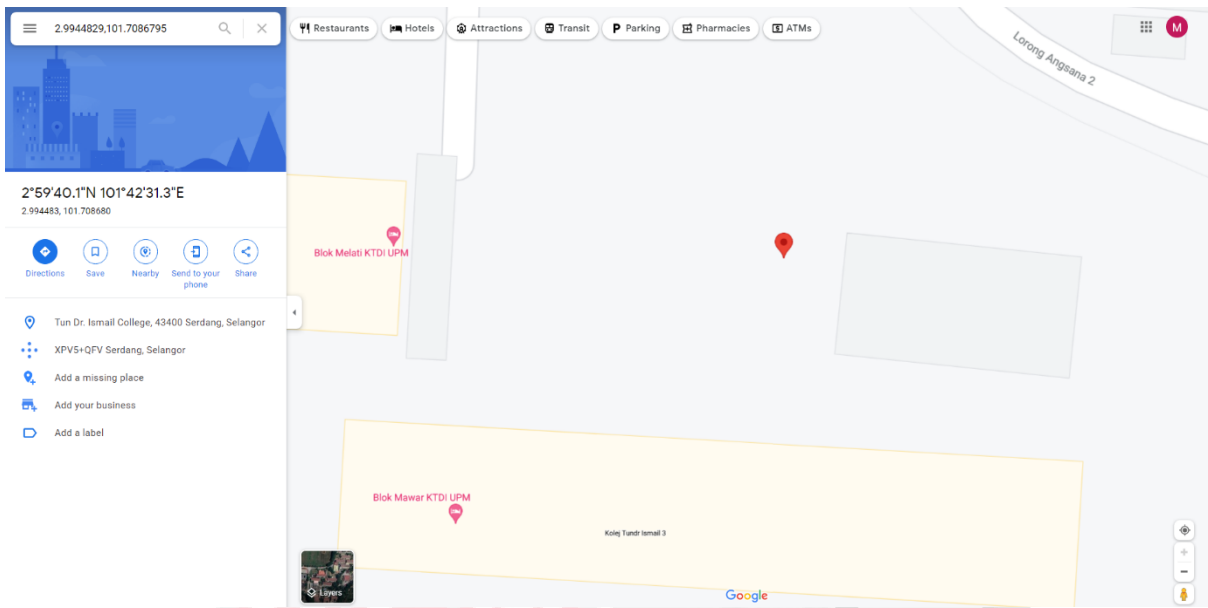 2.9944829,101.7086795
Restaurants
Hotels
Attractions
Transit
P Parking
Pharmacies
ATMs
M
Lorong Angsana 2
2°59'40.1"N 101°42'31.3"E
2.994483, 101.708680
Directions
Save
Nearby
Send to your
phone
Share
Tun Dr. Ismail College, 43400 Serdang, Selangor
XPV5+QFV Serdang, Selangor
Add a missing place
Add your business
Add a label
Blok Melati KTDI UPM
Blok Mawar KTDI UPM
Kolej Tundr Ismail 3
Layers
Google